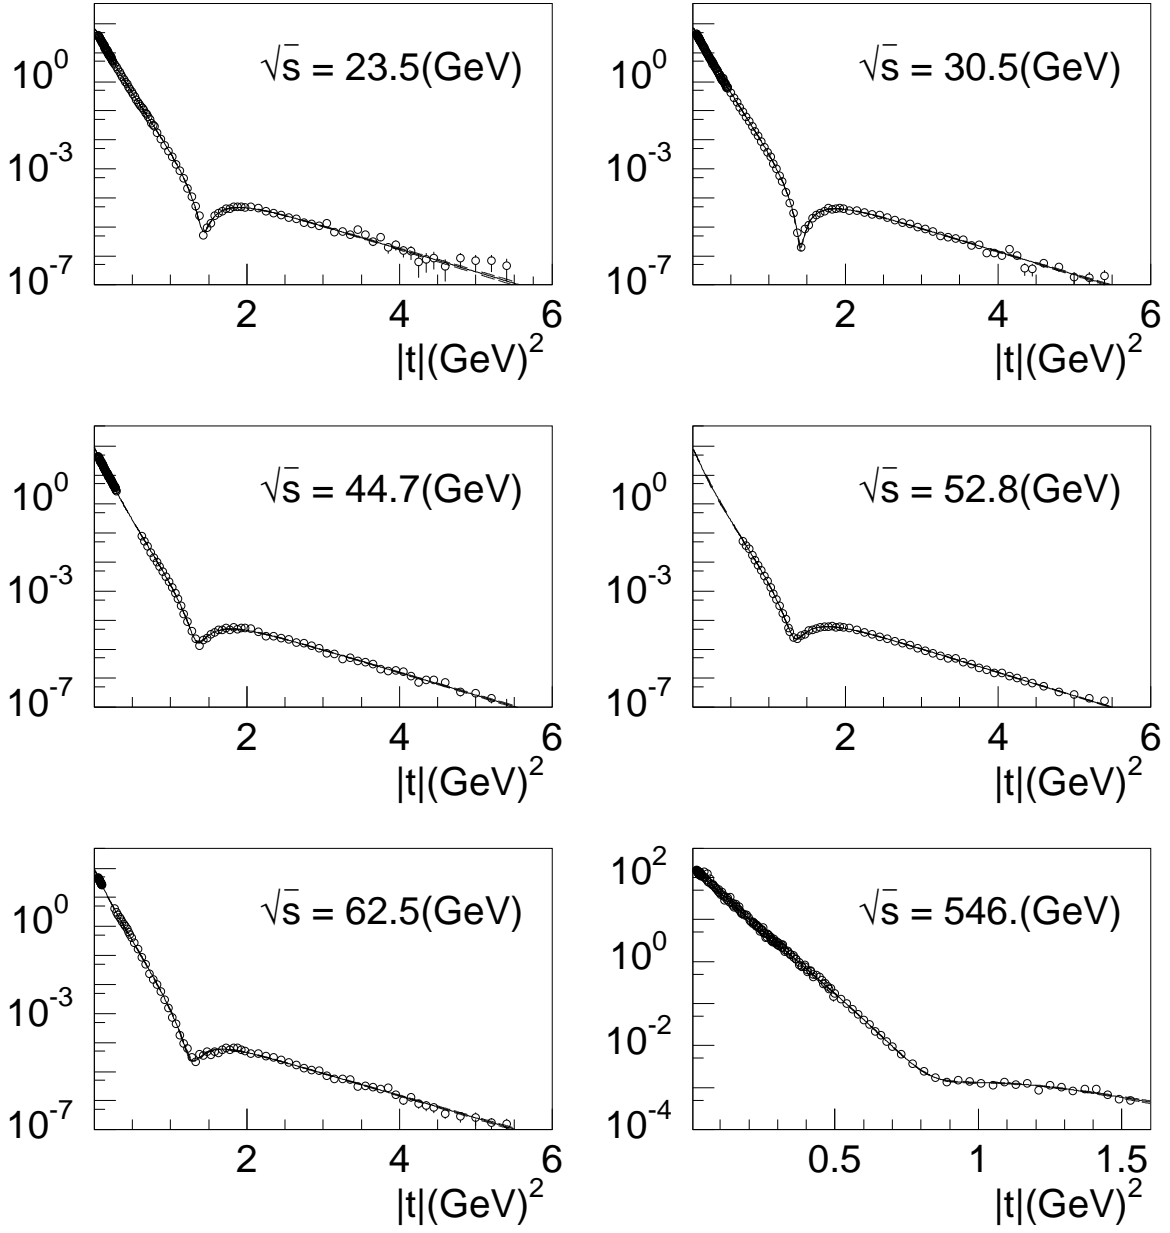 √s̅ = 23.5(GeV)
10^0
10^-3
10^-7
2 4 6
|t|(GeV)^2
√s̅ = 30.5(GeV)
10^0
10^-3
10^-7
2 4 6
|t|(GeV)^2
√s̅ = 44.7(GeV)
10^0
10^-3
10^-7
2 4 6
|t|(GeV)^2
√s̅ = 52.8(GeV)
10^0
10^-3
10^-7
2 4 6
|t|(GeV)^2
√s̅ = 62.5(GeV)
10^0
10^-3
10^-7
2 4 6
|t|(GeV)^2
10^2
√s̅ = 546.(GeV)
10^0
10^-2
10^-4
0.5 1 1.5
|t|(GeV)^2